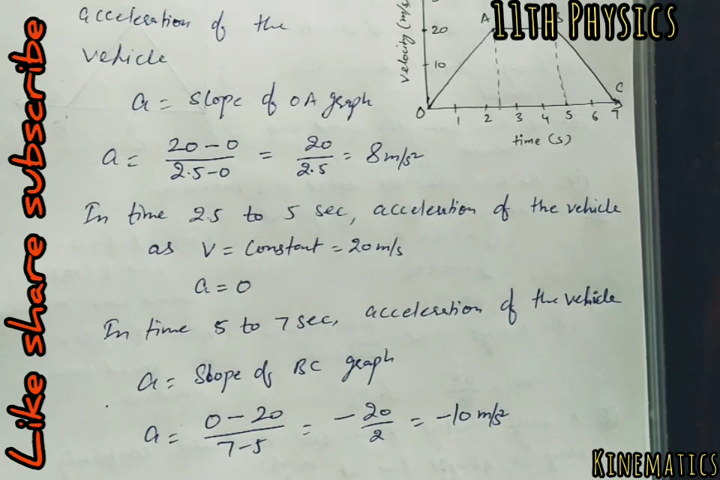 Like share subscribe
11th Physics
acceleration of the
vehicle
a = slope of OA graph
a = 20-0 / 2.5-0 = 20 / 2.5 = 8 m/s²
In time 2.5 to 5 sec, acceleration of the vehicle
as V = Constant = 20 m/s
a = 0
In time 5 to 7 sec, acceleration of the vehicle
a = Slope of BC graph
a = 0-20 / 7-5 = -20 / 2 = -10 m/s²
velocity (m/s
20
10
A
C
O
1 2 3 4 5 6 7
time (s)
Kinematics